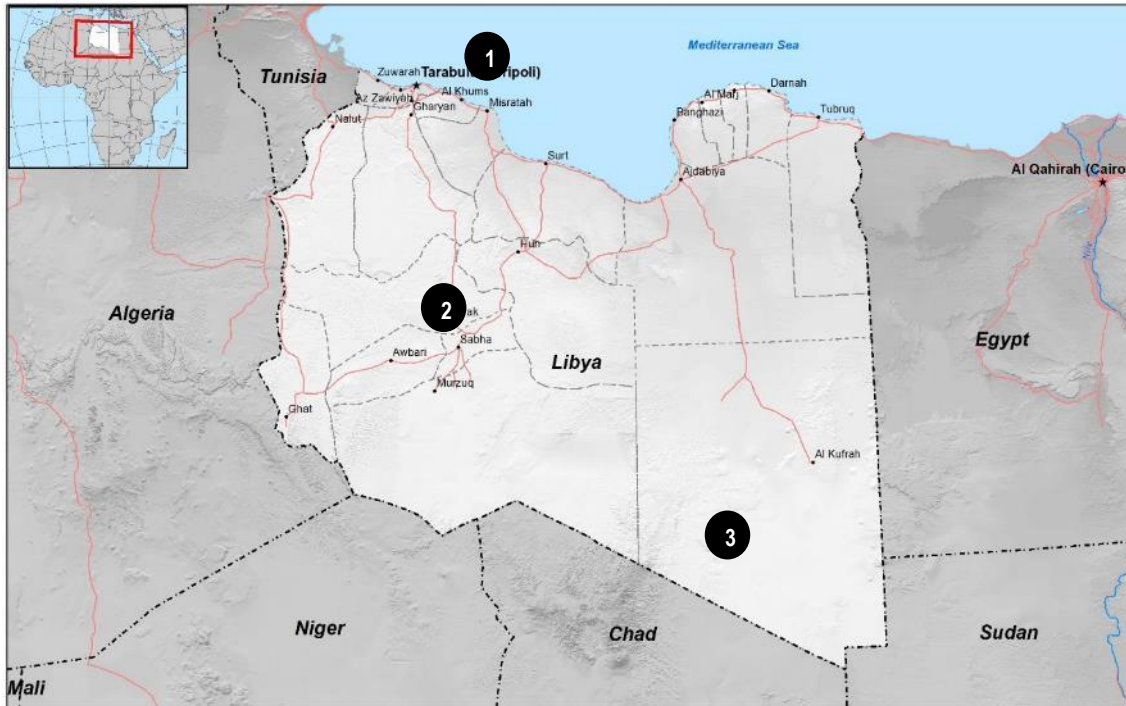 1
Mediterranean Sea
Tunisia
Zuwarah
Az Zawiyah
Gharyan
Al Khums
Misratah
Nalut
Surt
Banghazi
Al Marj
Darnah
Tubruq
Ajdabiya
Al Qahirah (Cairo
Nile
Hun
Algeria
2
Sabha
Awbari
Murzuq
Libya
Egypt
Ghat
Al Kufrah
3
Niger
Chad
Sudan
Mali